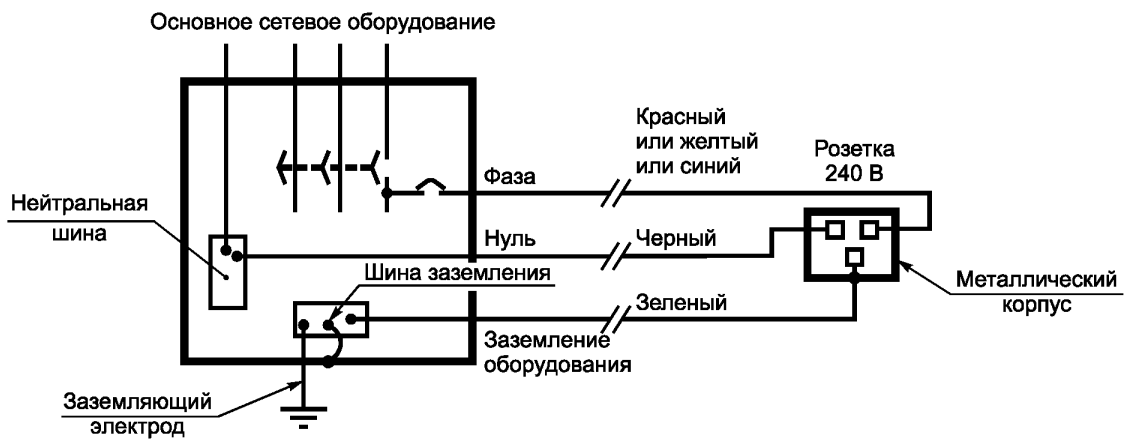 Основное сетевое оборудование
Красный
или желтый
или синий
Розетка
240 В
Фаза
Нейтральная
шина
Нуль
Черный
Шина заземления
Металлический
корпус
Зеленый
Заземление
оборудования
Заземляющий
электрод